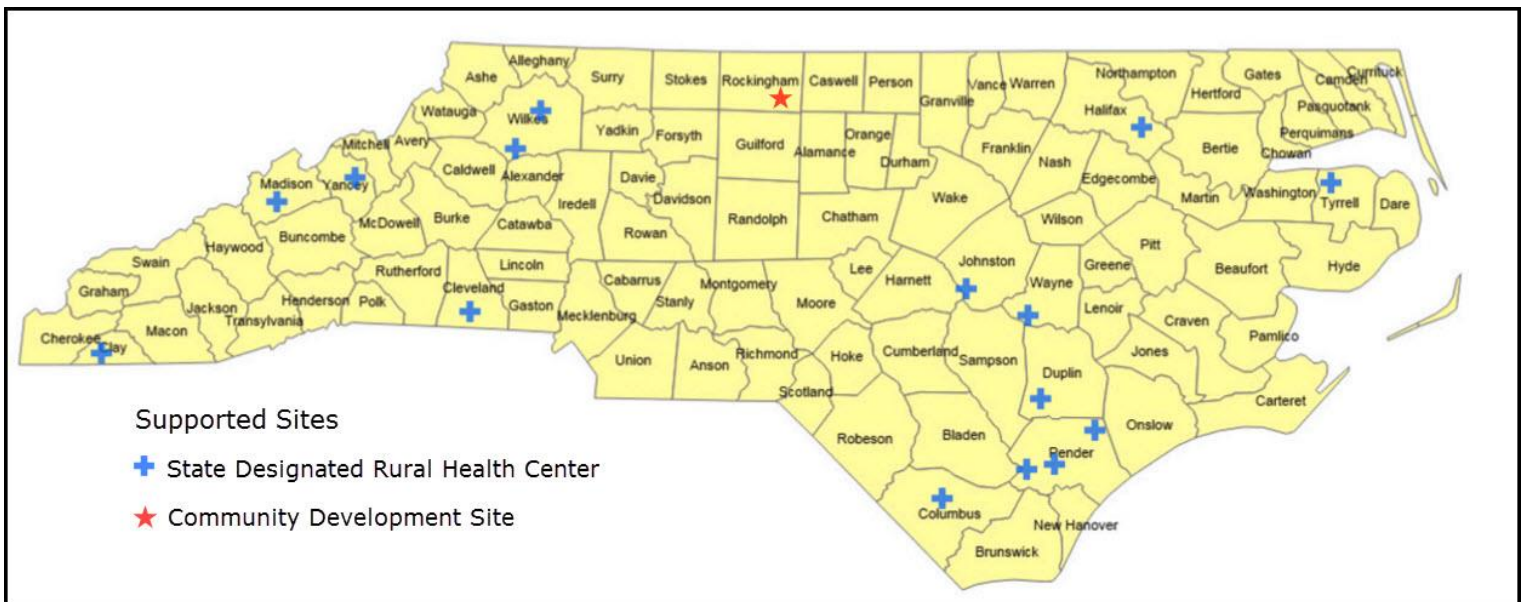 Alleghany
Ashe
Surry
Stokes
Rockingham
Caswell
Person
Granville
Vance
Warren
Northampton
Gates
Camden
Currituck
Hertford
Pasquotank
Halifax
Perquimans
Chowan
Watauga
Wilkes
Yadkin
Forsyth
Guilford
Alamance
Orange
Durham
Franklin
Nash
Bertie
Mitchell
Avery
Edgecombe
Madison
Yancey
Caldwell
Alexander
Davie
Iredell
Davidson
Randolph
Chatham
Wake
Wilson
Martin
Washington
Tyrrell
Dare
McDowell
Burke
Catawba
Rowan
Buncombe
Haywood
Swain
Rutherford
Lincoln
Cleveland
Gaston
Cabarrus
Stanly
Montgomery
Moore
Lee
Harnett
Johnston
Wayne
Greene
Pitt
Beaufort
Hyde
Graham
Jackson
Henderson
Polk
Transylvania
Mecklenburg
Lenoir
Craven
Pamlico
Cherokee
Clay
Macon
Union
Anson
Richmond
Hoke
Cumberland
Sampson
Duplin
Jones
Scotland
Onslow
Carteret
Robeson
Bladen
Pender
Columbus
New Hanover
Brunswick
Supported Sites
State Designated Rural Health Center
Community Development Site